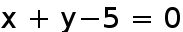 x + y−5 = 0